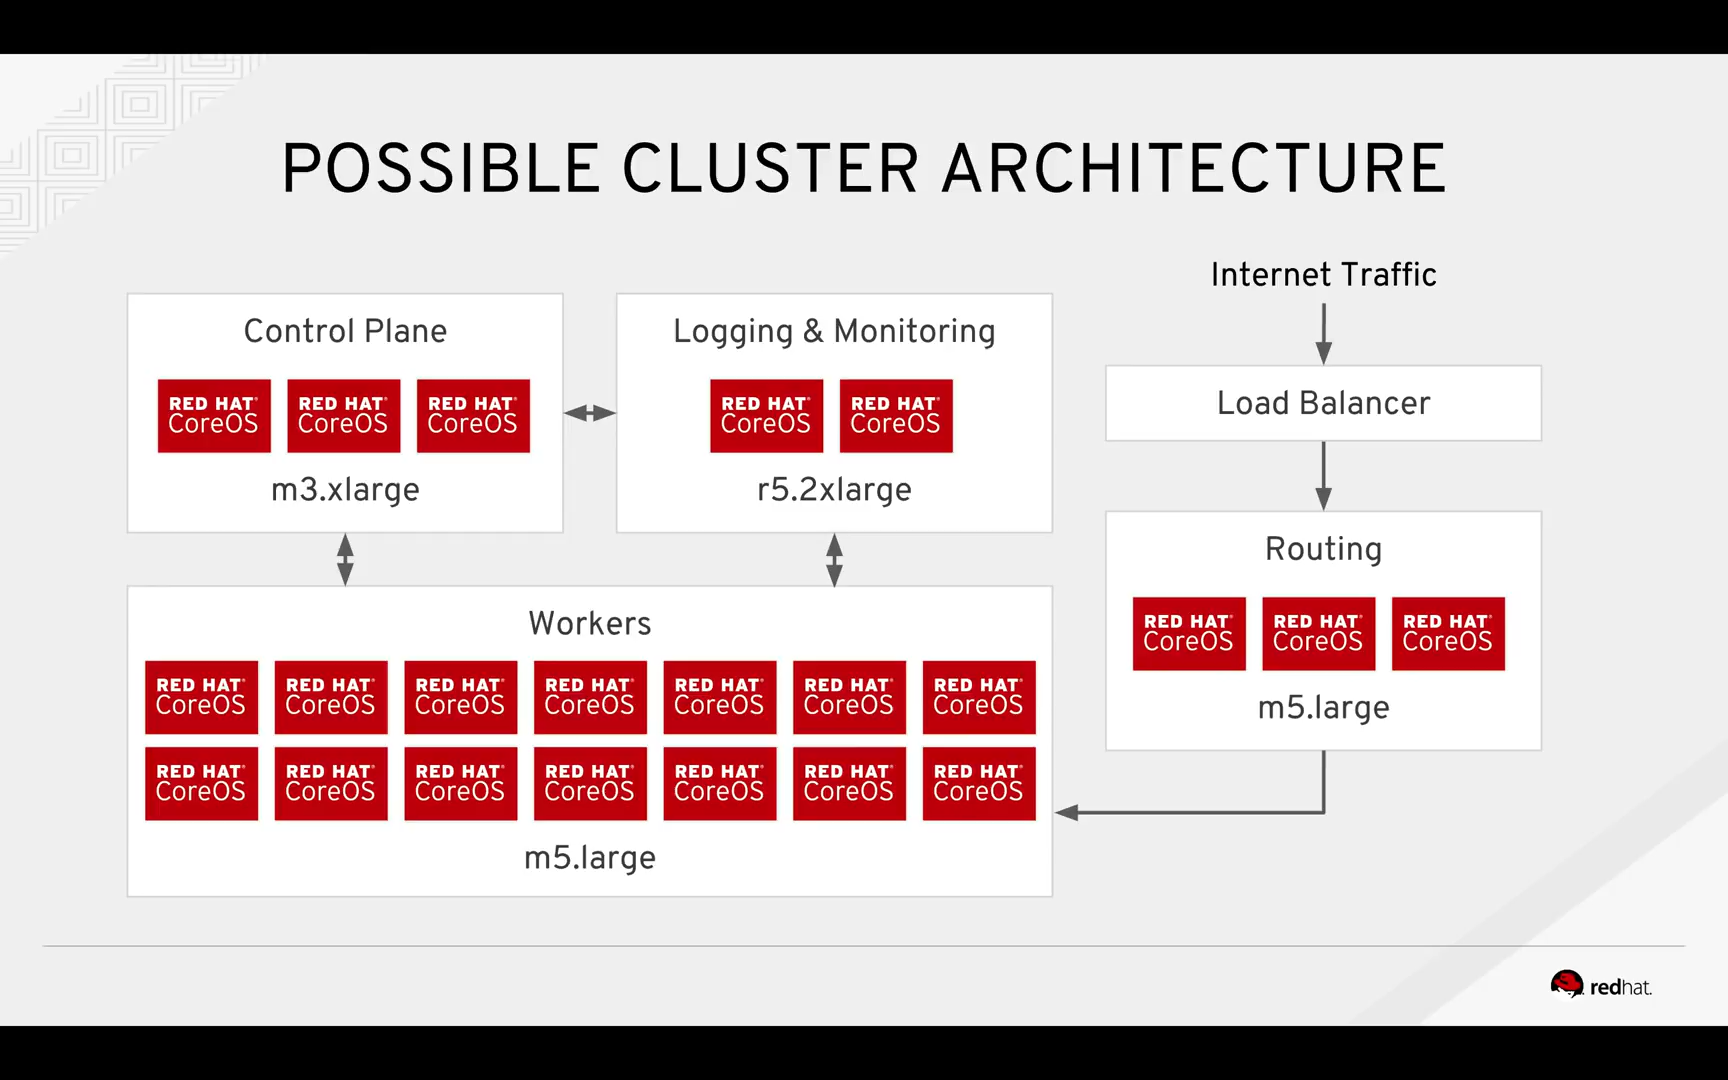 POSSIBLE CLUSTER ARCHITECTURE
Control Plane
RED HAT® RED HAT® RED HAT®
CoreOS CoreOS CoreOS
m3.xlarge
Logging & Monitoring
RED HAT® RED HAT®
CoreOS CoreOS
r5.2xlarge
Workers
RED HAT® RED HAT® RED HAT® RED HAT® RED HAT® RED HAT® RED HAT®
CoreOS CoreOS CoreOS CoreOS CoreOS CoreOS CoreOS
RED HAT® RED HAT® RED HAT® RED HAT® RED HAT® RED HAT® RED HAT®
CoreOS CoreOS CoreOS CoreOS CoreOS CoreOS CoreOS
m5.large
Internet Traffic
Load Balancer
Routing
RED HAT® RED HAT® RED HAT®
CoreOS CoreOS CoreOS
m5.large
redhat.